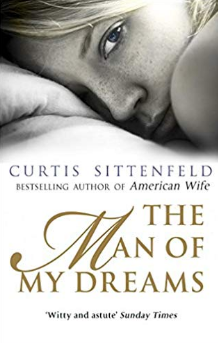 CURTIS SITTENFELD
BESTSELLING AUTHOR OF American Wife
THE
MAN OF
MY DREAMS
'Witty and astute' Sunday Times